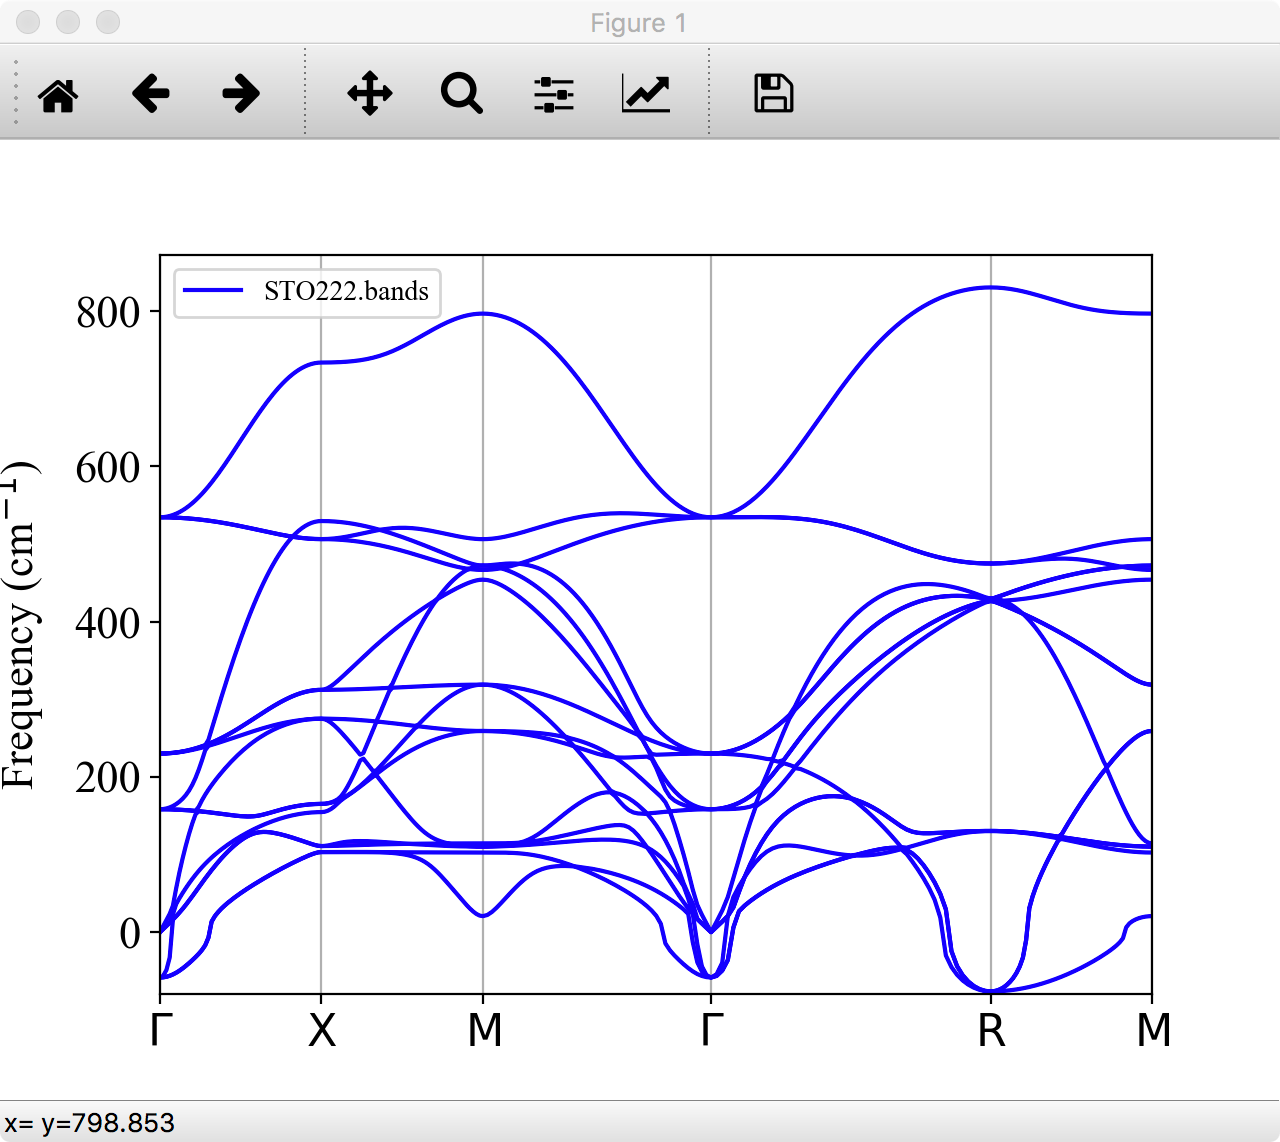 Figure 1
STO222.bands
800
600
400
200
0
Frequency (cm⁻¹)
Γ X M Γ R M
x= y=798.853